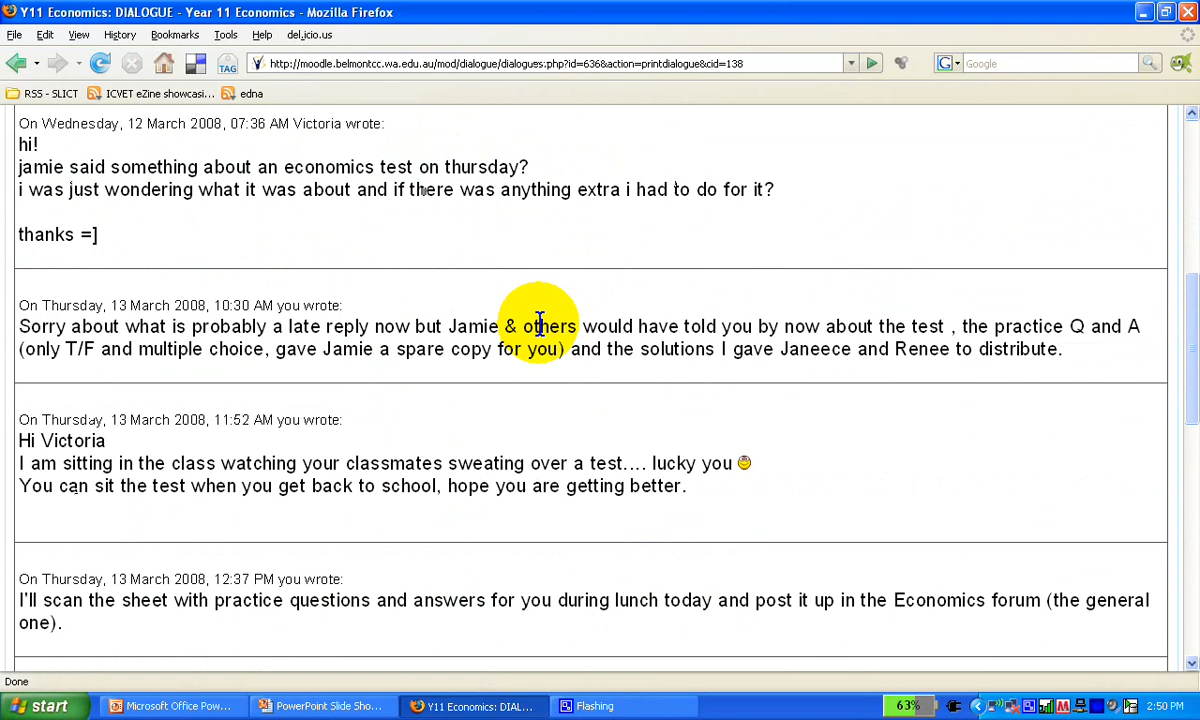 Y11 Economics: DIALOGUE - Year 11 Economics - Mozilla Firefox
File Edit View History Bookmarks Tools Help del.icio.us
TAG http://moodle.belmontcc.wa.edu.au/mod/dialogue/dialogues.php?id=636&action=printdialogue&cid=138 G Google
RSS - SLICT ICVET eZine showcasi... edna
On Wednesday, 12 March 2008, 07:36 AM Victoria wrote:
hi!
jamie said something about an economics test on thursday?
i was just wondering what it was about and if there was anything extra i had to do for it?
thanks =]
On Thursday, 13 March 2008, 10:30 AM you wrote:
Sorry about what is probably a late reply now but Jamie & others would have told you by now about the test , the practice Q and A
(only T/F and multiple choice, gave Jamie a spare copy for you) and the solutions I gave Janeece and Renee to distribute.
On Thursday, 13 March 2008, 11:52 AM you wrote:
Hi Victoria
I am sitting in the class watching your classmates sweating over a test.... lucky you
You can sit the test when you get back to school, hope you are getting better.
On Thursday, 13 March 2008, 12:37 PM you wrote:
I'll scan the sheet with practice questions and answers for you during lunch today and post it up in the Economics forum (the general
one).
Done
start Microsoft Office Pow... PowerPoint Slide Sho... Y11 Economics: DIAL... Flashing 63% 2:50 PM